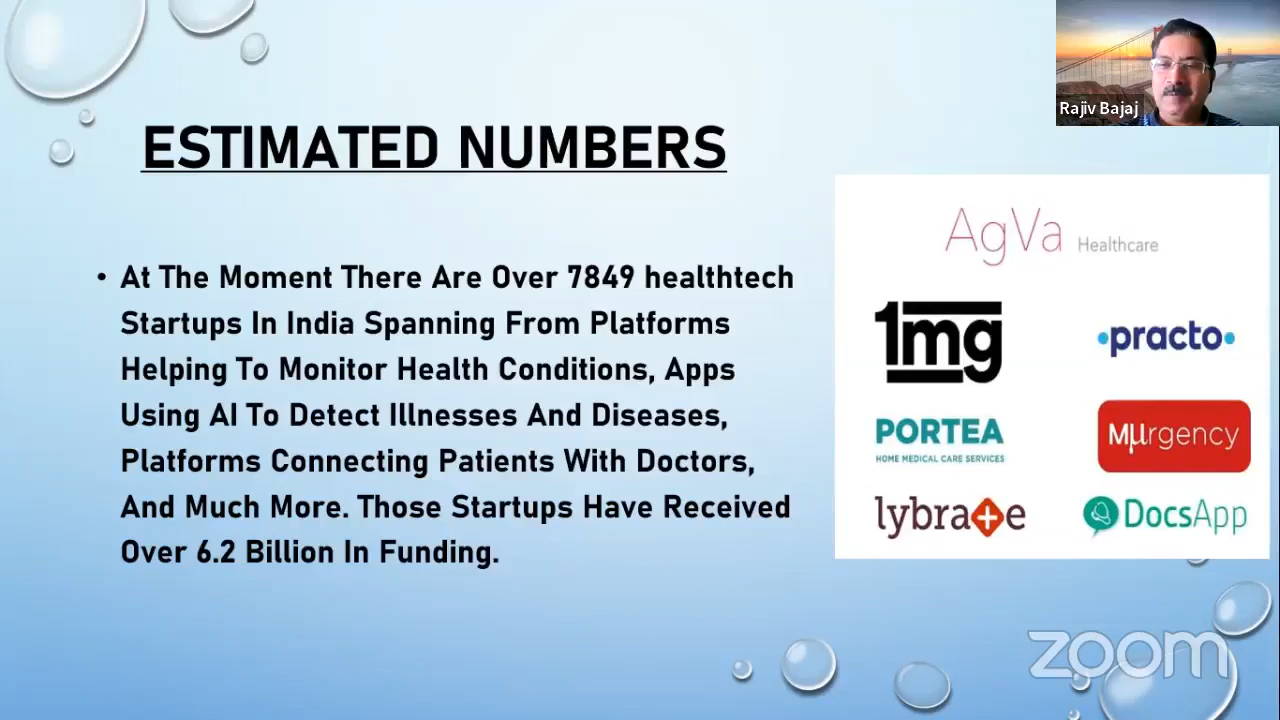 Rajiv Bajaj
ESTIMATED NUMBERS
• At The Moment There Are Over 7849 healthtech
Startups In India Spanning From Platforms
Helping To Monitor Health Conditions, Apps
Using AI To Detect Illnesses And Diseases,
Platforms Connecting Patients With Doctors,
And Much More. Those Startups Have Received
Over 6.2 Billion In Funding.
AgVa Healthcare
1mg
practo
PORTEA
HOME MEDICAL CARE SERVICES
Mµrgency
lybrate
DocsApp
zoom